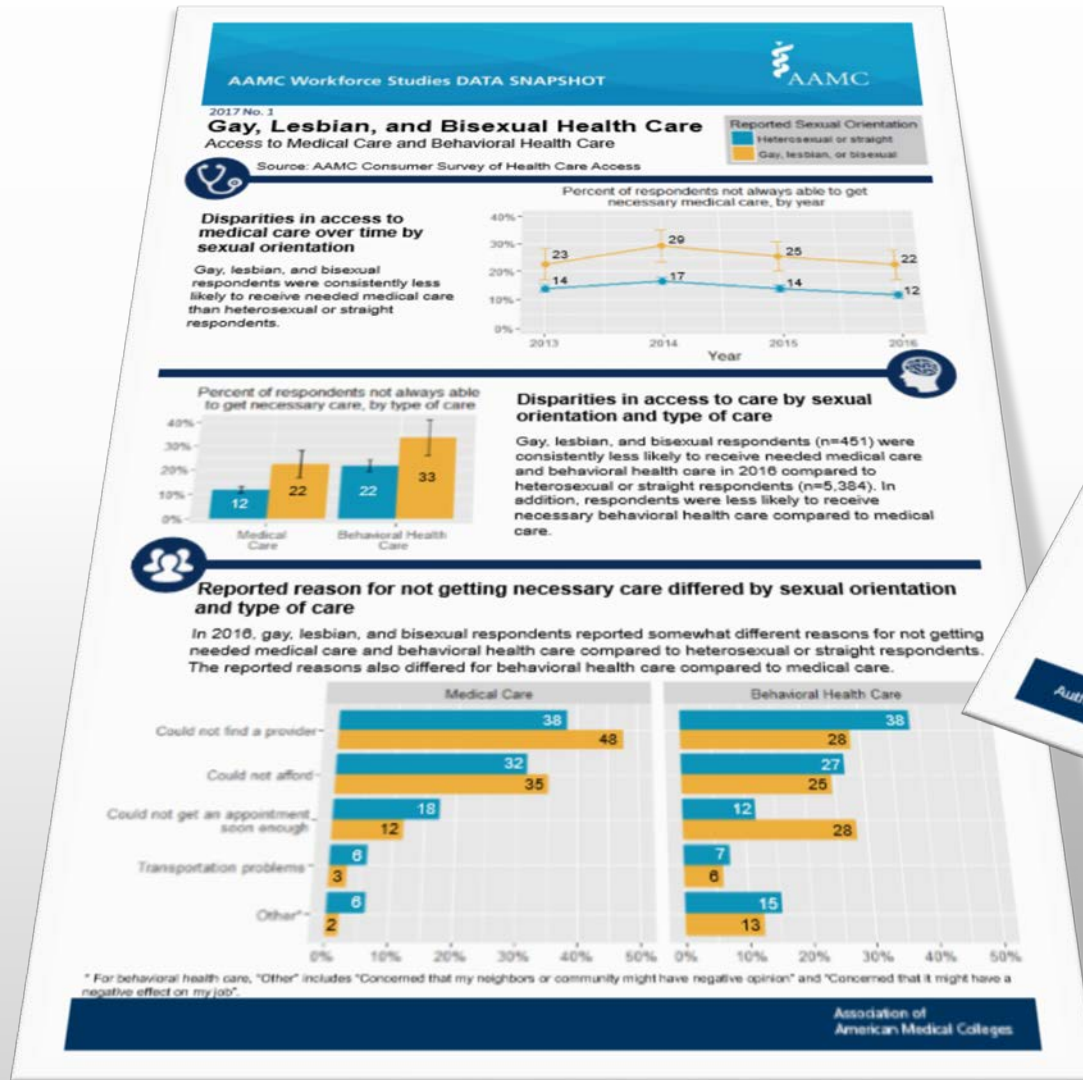 AAMC Workforce Studies DATA SNAPSHOT
AAMC
2017 No. 1
Gay, Lesbian, and Bisexual Health Care
Access to Medical Care and Behavioral Health Care
Reported Sexual Orientation
Heterosexual or straight
Gay, lesbian, or bisexual
Source: AAMC Consumer Survey of Health Care Access
Disparities in access to
medical care over time by
sexual orientation
Gay, lesbian, and bisexual
respondents were consistently less
likely to receive needed medical care
than heterosexual or straight
respondents.
Percent of respondents not always able to get
necessary medical care, by year
40%
30%
20%
10%
0%
23
29
25
22
14
17
14
12
2013
2014
2015
2016
Year
Percent of respondents not always able
to get necessary care, by type of care
40%
30%
20%
10%
0%
12
22
22
33
Medical
Care
Behavioral Health
Care
Disparities in access to care by sexual
orientation and type of care
Gay, lesbian, and bisexual respondents (n=451) were
consistently less likely to receive needed medical care
and behavioral health care in 2016 compared to
heterosexual or straight respondents (n=5,384). In
addition, respondents were less likely to receive
necessary behavioral health care compared to medical
care.
Reported reason for not getting necessary care differed by sexual orientation
and type of care
In 2016, gay, lesbian, and bisexual respondents reported somewhat different reasons for not getting
needed medical care and behavioral health care compared to heterosexual or straight respondents.
The reported reasons also differed for behavioral health care compared to medical care.
Medical Care
Behavioral Health Care
Could not find a provider
38
48
38
28
Could not afford
32
35
27
25
Could not get an appointment
soon enough
18
12
12
28
Transportation problems
6
3
7
6
Other*
6
2
15
13
0%
10%
20%
30%
40%
50%
0%
10%
20%
30%
40%
50%
* For behavioral health care, "Other" includes "Concerned that my neighbors or community might have negative opinion" and "Concerned that it might have a
negative effect on my job".
Association of
American Medical Colleges